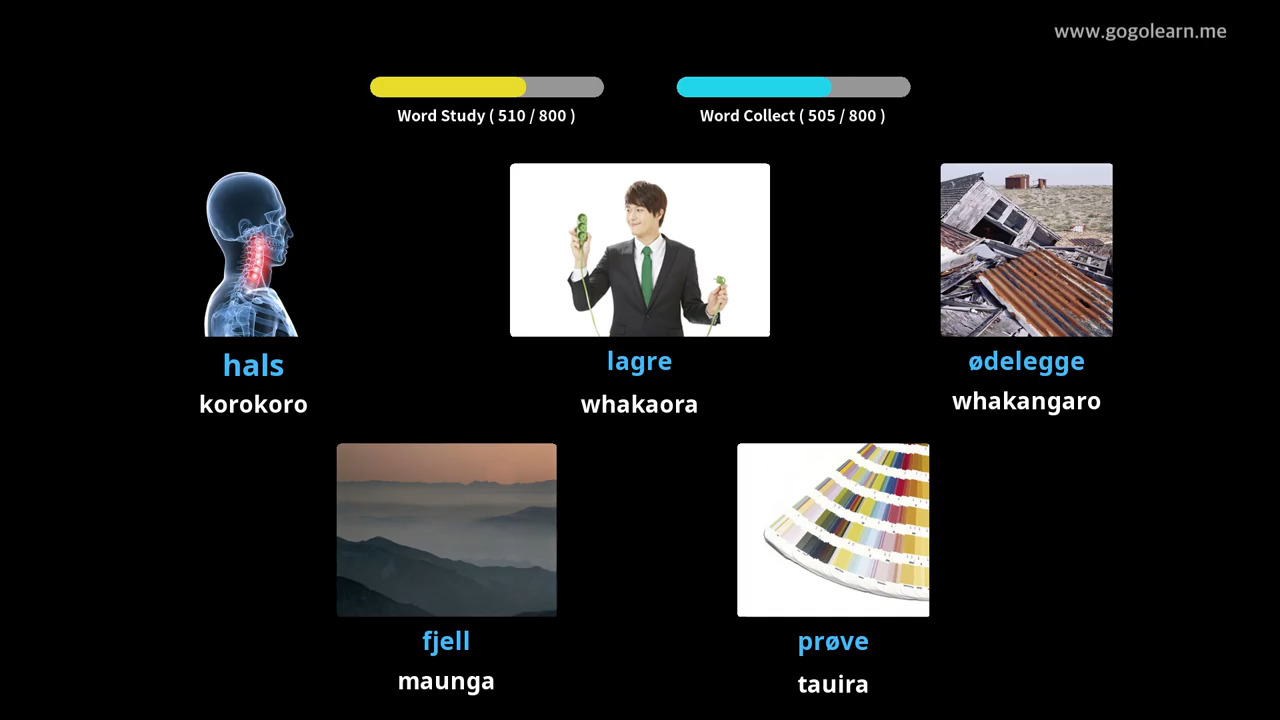 www.gogolearn.me
Word Study ( 510 / 800 )
Word Collect ( 505 / 800 )
hals
korokoro
lagre
whakaora
ødelegge
whakangaro
fjell
maunga
prøve
tauira